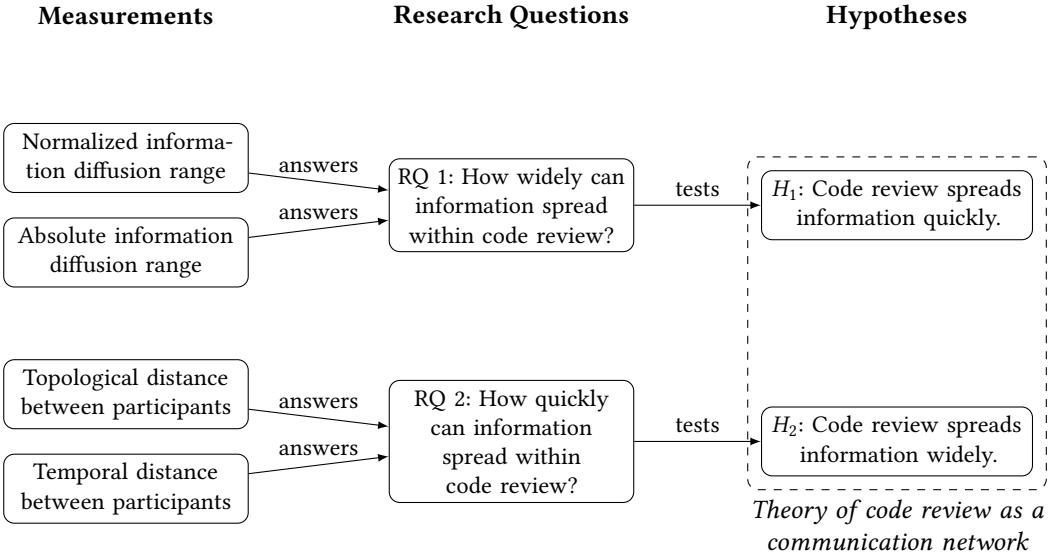 Measurements
Research Questions
Hypotheses
Normalized informa-
tion diffusion range
answers
Absolute information
diffusion range
answers
RQ 1: How widely can
information spread
within code review?
tests
H₁: Code review spreads
information quickly.
Topological distance
between participants
answers
Temporal distance
between participants
answers
RQ 2: How quickly
can information
spread within
code review?
tests
H₂: Code review spreads
information widely.
Theory of code review as a
communication network